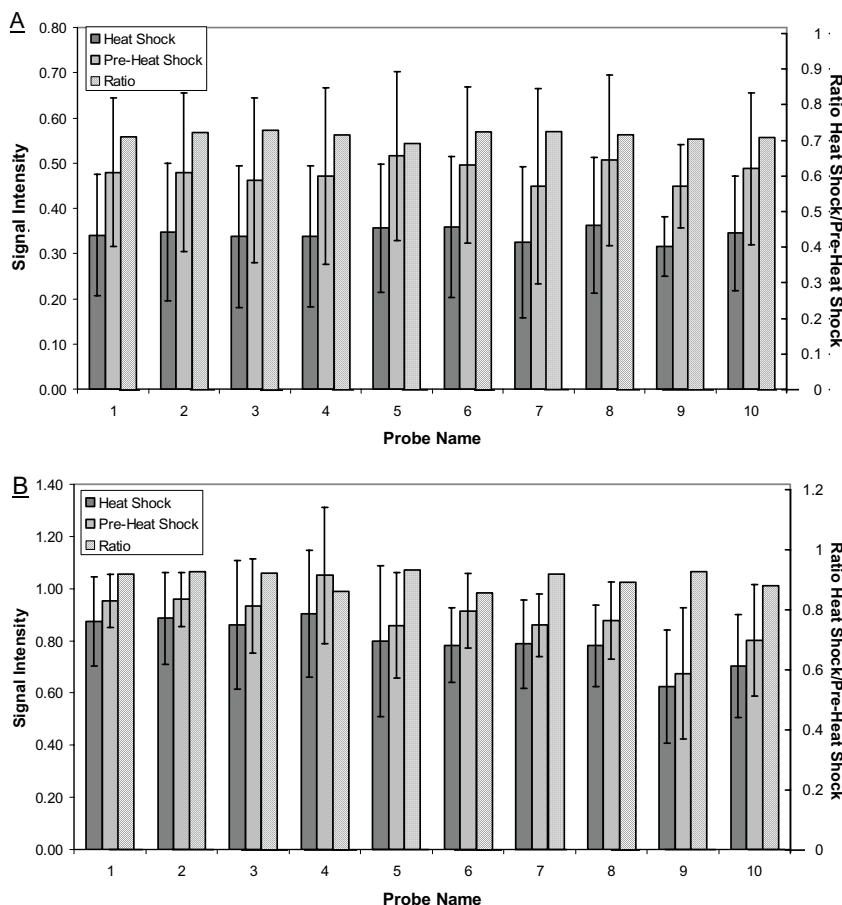 A
Heat Shock
Pre-Heat Shock
Ratio
Signal Intensity
0.80
0.70
0.60
0.50
0.40
0.30
0.20
0.10
0.00
1
0.9
0.8
0.7
0.6
0.5
0.4
0.3
0.2
0.1
0
Ratio Heat Shock/Pre-Heat Shock
1 2 3 4 5 6 7 8 9 10
Probe Name
B
Heat Shock
Pre-Heat Shock
Ratio
Signal Intensity
1.40
1.20
1.00
0.80
0.60
0.40
0.20
0.00
1.2
1
0.8
0.6
0.4
0.2
0
Ratio Heat Shock/Pre-Heat Shock
1 2 3 4 5 6 7 8 9 10
Probe Name